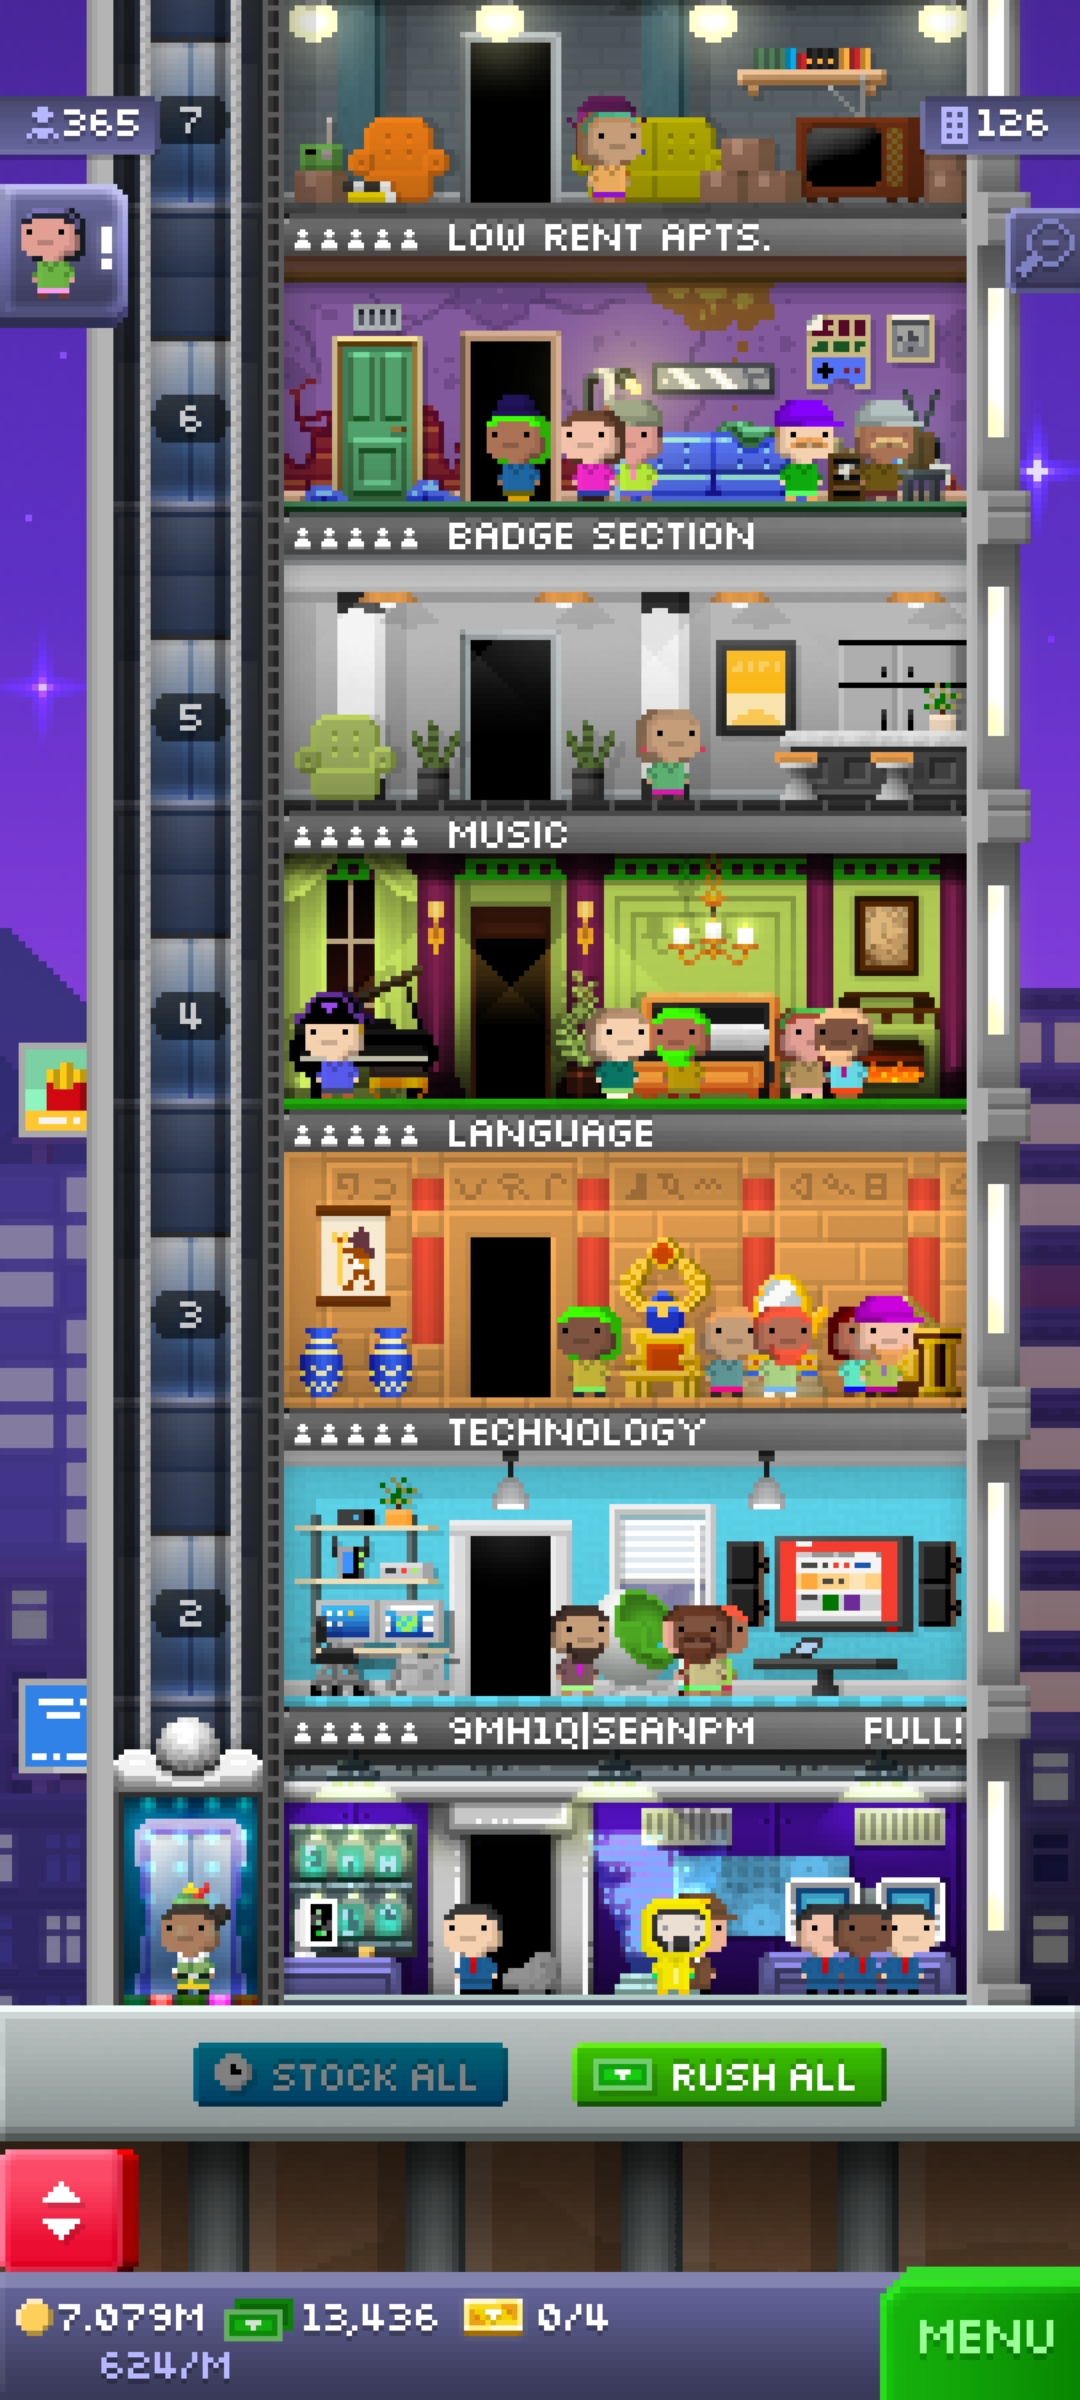 7
365
126
!
LOW RENT APTS.
6
BADGE SECTION
5
MUSIC
4
LANGUAGE
3
TECHNOLOGY
2
9MH1Q|SEANPM FULL!
STOCK ALL
RUSH ALL
7.079M 13,436 0/4
624/M
MENU